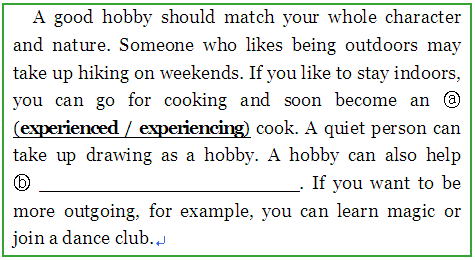 A good hobby should match your whole character
and nature. Someone who likes being outdoors may
take up hiking on weekends. If you like to stay indoors,
you can go for cooking and soon become an ⓐ
(experienced / experiencing) cook. A quiet person can
take up drawing as a hobby. A hobby can also help
ⓑ ____________________________. If you want to be
more outgoing, for example, you can learn magic or
join a dance club.↵